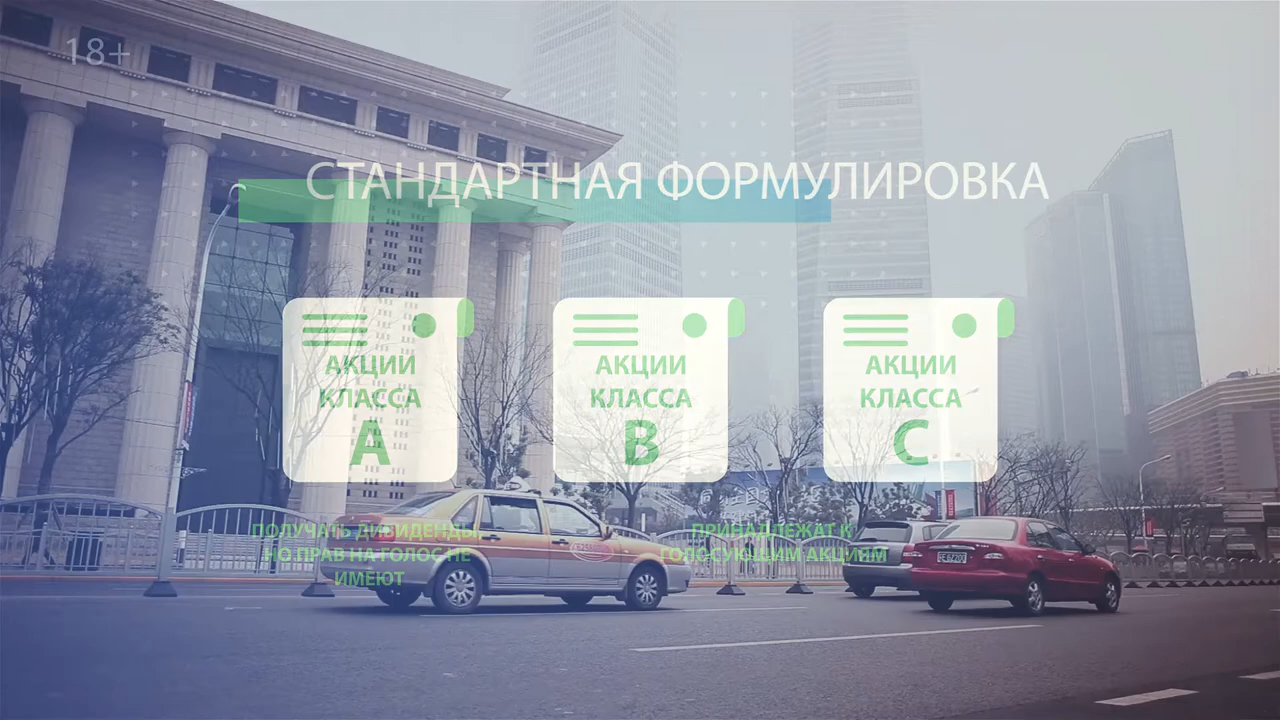 18+
СТАНДАРТНАЯ ФОРМУЛИРОВКА
АКЦИИ
КЛАССА
A
АКЦИИ
КЛАССА
B
АКЦИИ
КЛАССА
C
ПОЛУЧАТЬ ДИВИДЕНДЫ,
НО ПРАВ НА ГОЛОС НЕ
ИМЕЮТ
ПРИНАДЛЕЖАТ К
ГОЛОСУЮЩИМ АКЦИЯМ